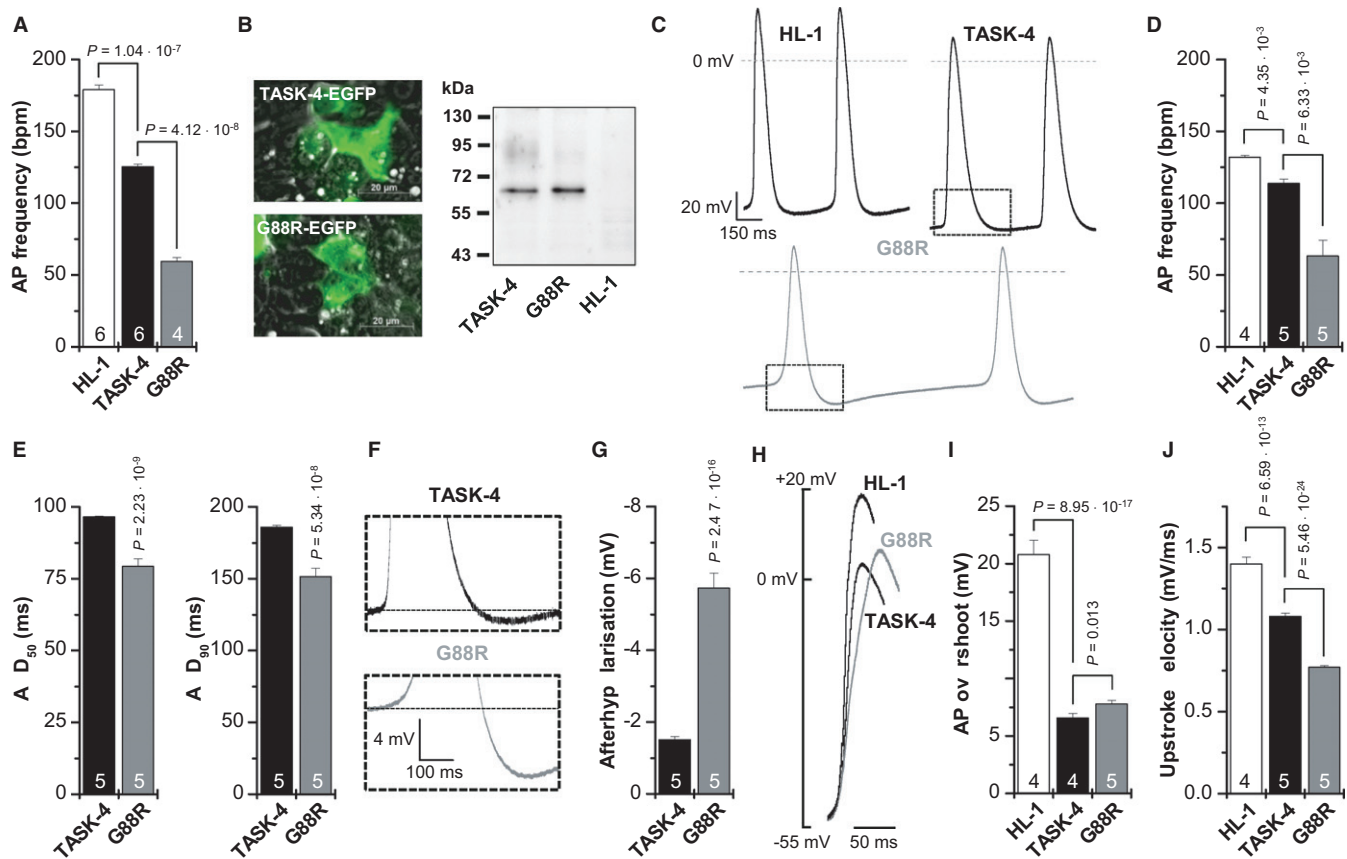 A
P = 1.04 · 10-7
P = 4.12 · 10-8
AP frequency (bpm)
200
150
100
50
0
6
6
4
HL-1
TASK-4
G88R
B
TASK-4-EGFP
20 µm
G88R-EGFP
20 µm
kDa
130
95
72
55
43
TASK-4
G88R
HL-1
C
HL-1
TASK-4
0 mV
20 mV
150 ms
G88R
D
P = 4.35 · 10-3
P = 6.33 · 10-3
AP frequency (bpm)
200
150
100
50
0
4
5
5
HL-1
TASK-4
G88R
E
P = 2.23 · 10-9
A D50 (ms)
100
75
50
25
0
5
5
TASK-4
G88R
P = 5.34 · 10-8
A D90 (ms)
200
150
100
50
0
5
5
TASK-4
G88R
F
TASK-4
G88R
4 mV
100 ms
G
P = 2.4 7 · 10-16
Afterhyp larisation (mV)
-8
-6
-4
-2
0
5
5
TASK-4
G88R
H
+20 mV
HL-1
G88R
0 mV
TASK-4
-55 mV
50 ms
I
P = 8.95 · 10-17
P = 0.013
AP ov rshoot (mV)
25
20
15
10
5
0
4
4
5
HL-1
TASK-4
G88R
J
P = 6.59 · 10-13
P = 5.46 · 10-24
Upstroke elocity (mV/ms)
1.5
1.0
0.5
0.0
4
5
5
HL-1
TASK-4
G88R